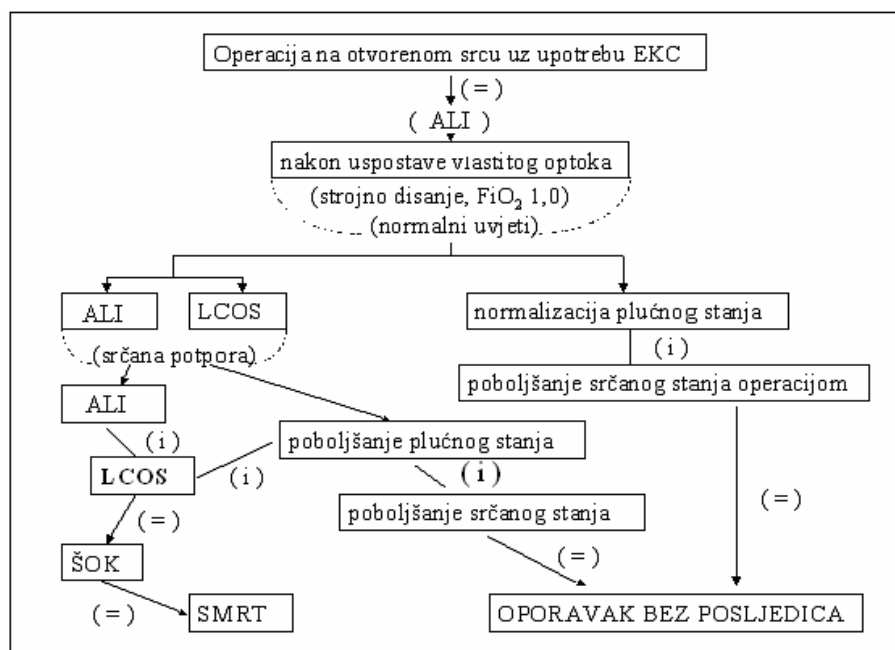 Operacija na otvorenom srcu uz upotrebu EKC
( = )
( ALI )
nakon uspostave vlastitog optoka
(strojno disanje, FiO₂ 1,0)
(normalni uvjeti)
ALI
LCOS
normalizacija plućnog stanja
(srčana potpora)
( i )
poboljšanje srčanog stanja operacijom
ALI
( i )
poboljšanje plućnog stanja
LCOS
( i )
( i )
poboljšanje srčanog stanja
( = )
( = )
ŠOK
( = )
( = )
SMRT
OPORAVAK BEZ POSLJEDICA